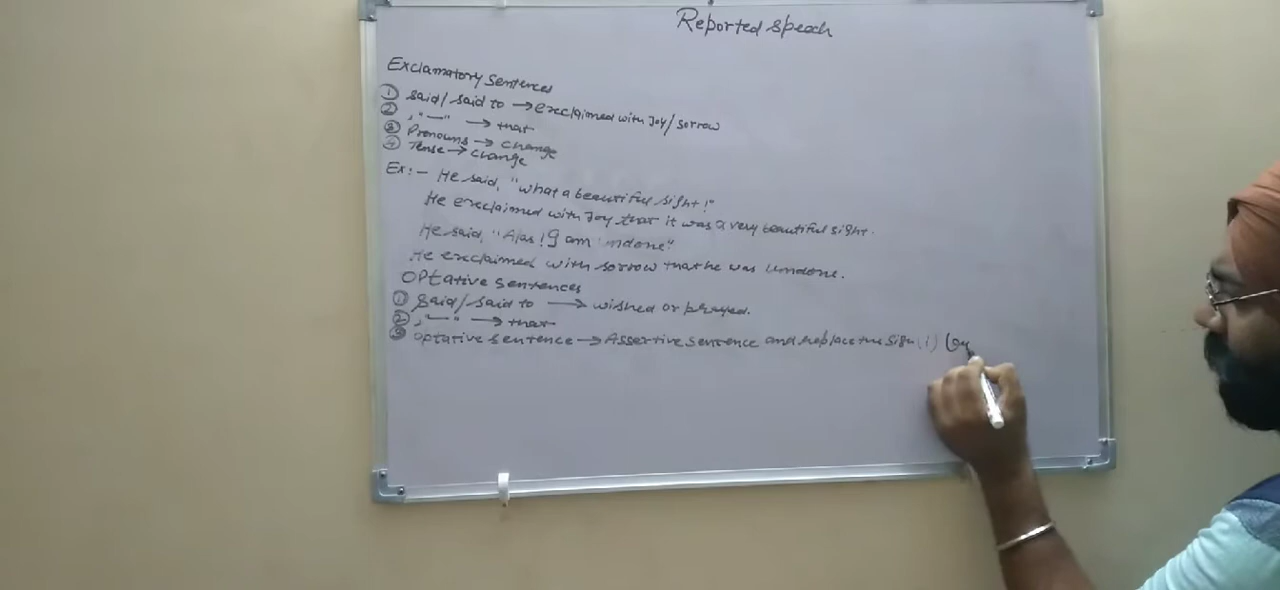 Reported speech
Exclamatory sentences
① said/said to → exclaimed with Joy/sorrow
② , "—" → that
③ Pronouns → change
④ Tense → change
Ex:- He said, "what a beautiful sight!"
He exclaimed with Joy that it was a very beautiful sight.
He said, "Alas! I am undone."
He exclaimed with sorrow that he was undone.
Optative sentences
① said/said to → wished or prayed.
② , "—" → that
③ optative sentence → Assertive sentence and replace the sign (!) by